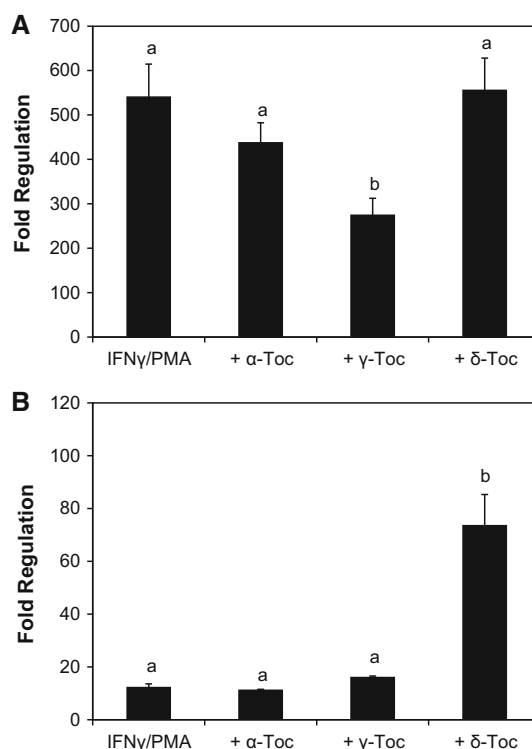 A
Fold Regulation
700
600
500
400
300
200
100
0
a
a
b
a
IFNγ/PMA + α-Toc + γ-Toc + δ-Toc
B
Fold Regulation
120
100
80
60
40
20
0
a
a
a
b
IFNγ/PMA + α-Toc + γ-Toc + δ-Toc